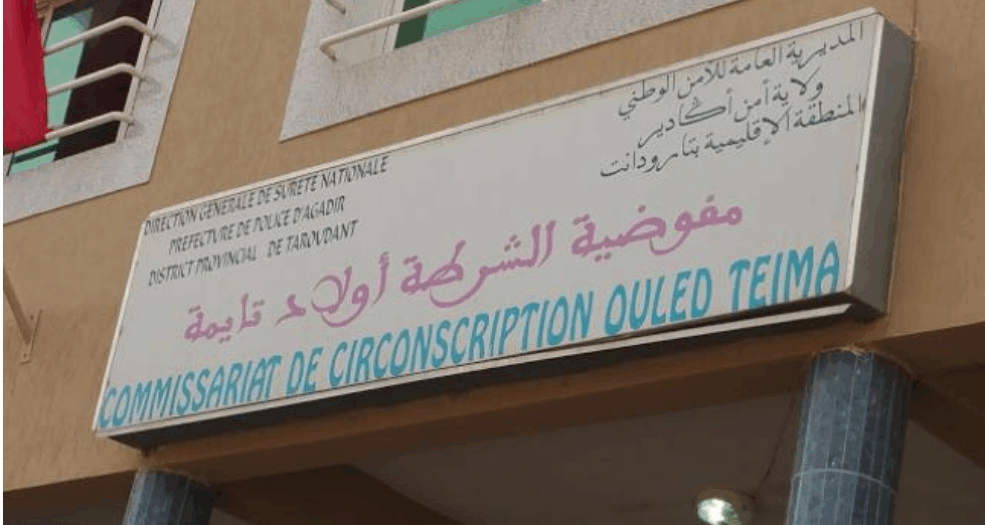 المديرية العامة للأمن الوطني
ولاية أمن أكادير
المنطقة الإقليمية بتارودانت
DIRECTION GENERALE DE SURETE NATIONALE
PREFECTURE DE POLICE D'AGADIR
DISTRICT PROVINCIAL DE TAROUDANT
مفوضية الشرطة أولاد تايمة
COMMISSARIAT DE CIRCONSCRIPTION OULED TEIMA